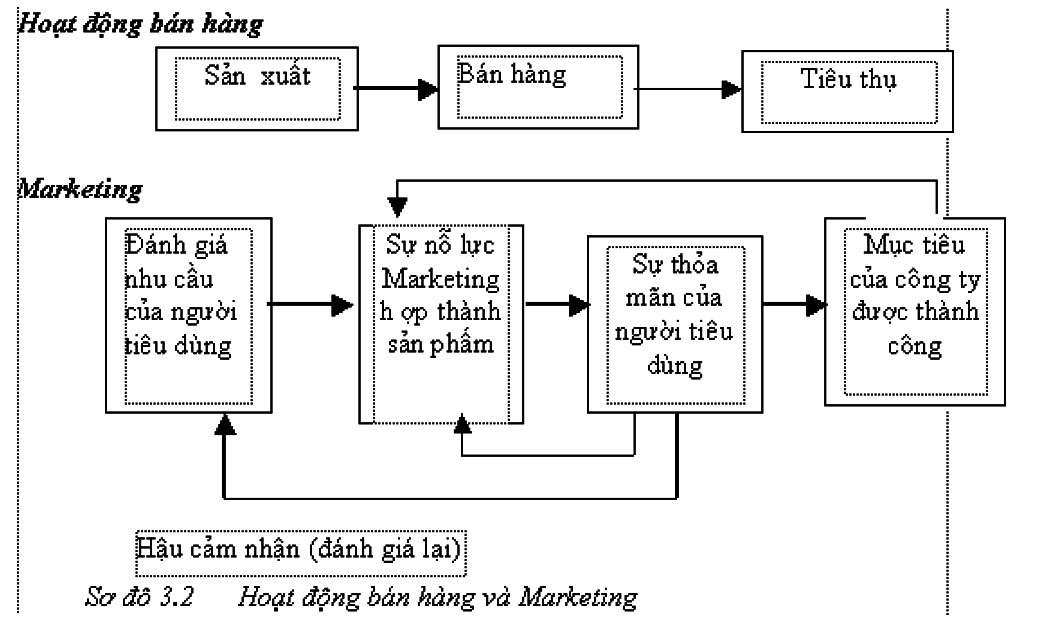 Hoạt động bán hàng
Sản xuất
Bán hàng
Tiêu thụ
Marketing
Đánh giá
nhu cầu
của người
tiêu dùng
Sự nỗ lực
Marketing
h ợp thành
sản phẩm
Sự thỏa
mãn của
người tiêu
dùng
Mục tiêu
của công ty
được thành
công
Hậu cảm nhận (đánh giá lại)
Sơ đồ 3.2 Hoạt động bán hàng và Marketing